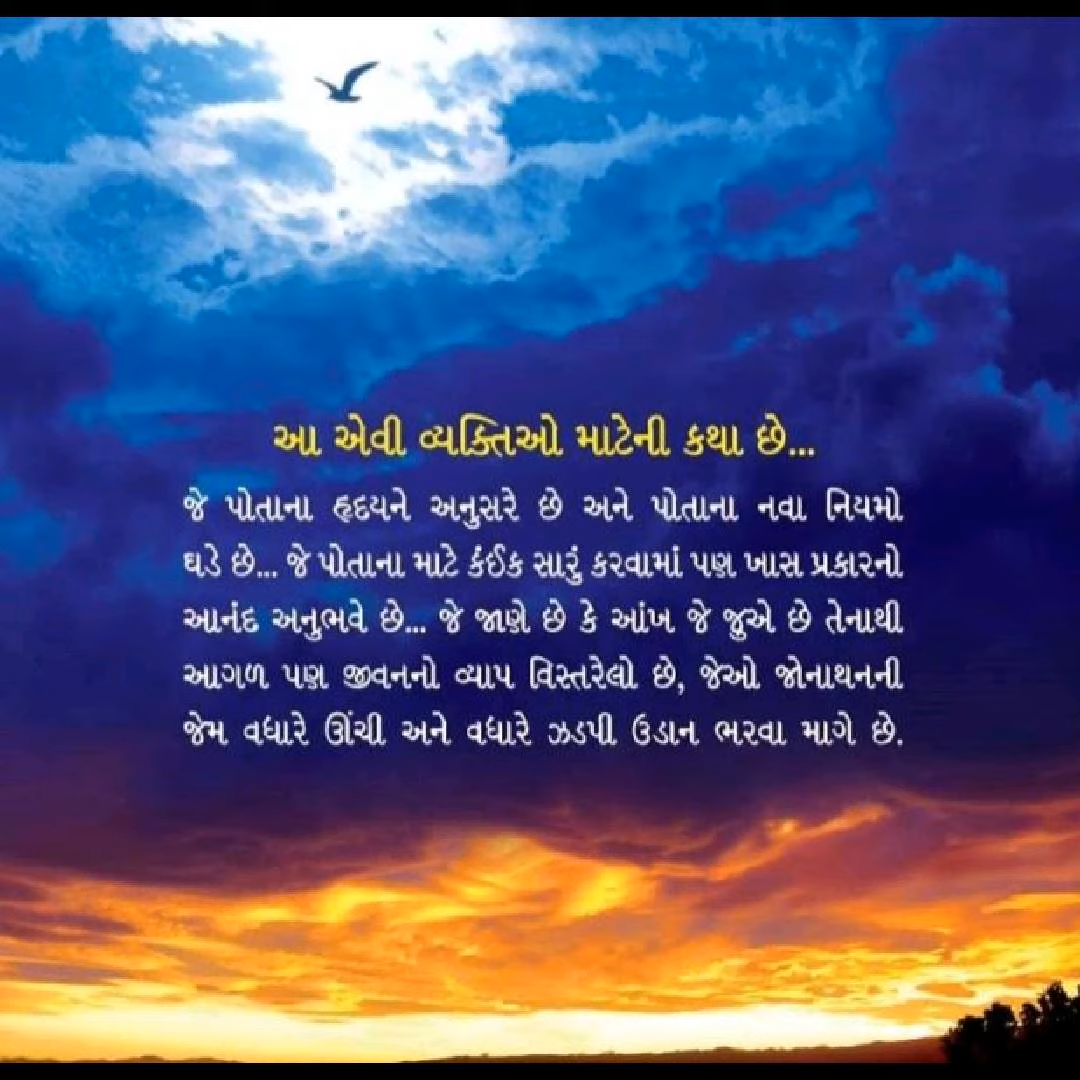 આ એવી વ્યક્તિઓ માટેની કથા છે...
જે પોતાના હૃદયને અનુસરે છે અને પોતાના નવા નિયમો
ઘડે છે... જે પોતાના માટે કંઈક સારું કરવામાં પણ ખાસ પ્રકારનો
આનંદ અનુભવે છે... જે જાણે છે કે આંખ જે જુએ છે તેનાથી
આગળ પણ જીવનનો વ્યાપ વિસ્તરેલો છે, જેઓ જોનાથનની
જેમ વધારે ઊંચી અને વધારે ઝડપી ઉડાન ભરવા માગે છે.